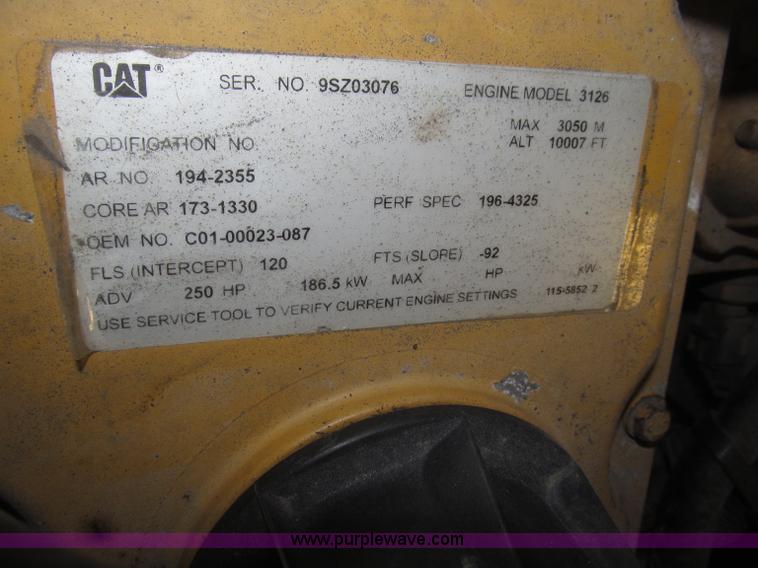 CAT® SER. NO. 9SZ03076 ENGINE MODEL 3126
MAX 3050 M
MODIFICATION NO. ALT 10007 FT
AR NO. 194-2355
CORE AR 173-1330 PERF SPEC 196-4325
OEM NO. C01-00023-087
FLS (INTERCEPT) 120 FTS (SLOPE) -92
ADV 250 HP 186.5 kW MAX HP kW
USE SERVICE TOOL TO VERIFY CURRENT ENGINE SETTINGS 115-5852 2
www.purplewave.com